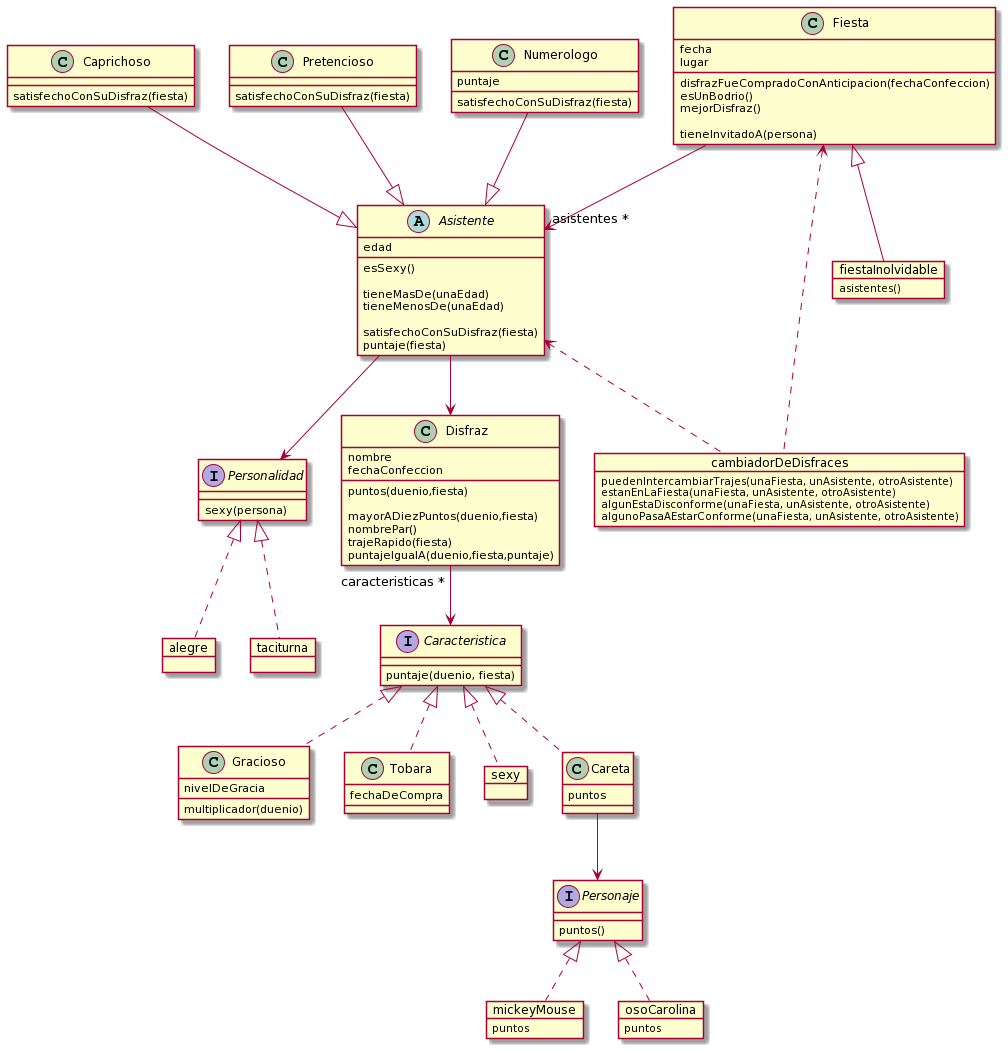 C Caprichoso
satisfechoConSuDisfraz(fiesta)
C Pretencioso
satisfechoConSuDisfraz(fiesta)
C Numerologo
puntaje
satisfechoConSuDisfraz(fiesta)
C Fiesta
fecha
lugar
disfrazFueCompradoConAnticipacion(fechaConfeccion)
esUnBodrio()
mejorDisfraz()
tieneInvitadoA(persona)
A Asistente
edad
esSexy()
tieneMasDe(unaEdad)
tieneMenosDe(unaEdad)
satisfechoConSuDisfraz(fiesta)
puntaje(fiesta)
asistentes *
fiestaInolvidable
asistentes()
I Personalidad
sexy(persona)
C Disfraz
nombre
fechaConfeccion
puntos(duenio,fiesta)
mayorADiezPuntos(duenio,fiesta)
nombrePar()
trajeRapido(fiesta)
puntajeIgualA(duenio,fiesta,puntaje)
cambiadorDeDisfraces
puedenIntercambiarTrajes(unaFiesta, unAsistente, otroAsistente)
estanEnLaFiesta(unaFiesta, unAsistente, otroAsistente)
algunEstaDisconforme(unaFiesta, unAsistente, otroAsistente)
algunoPasaAEstarConforme(unaFiesta, unAsistente, otroAsistente)
caracteristicas *
alegre
taciturna
I Caracteristica
puntaje(duenio, fiesta)
C Gracioso
nivelDeGracia
multiplicador(duenio)
C Tobara
fechaDeCompra
sexy
C Careta
puntos
I Personaje
puntos()
mickeyMouse
puntos
osoCarolina
puntos